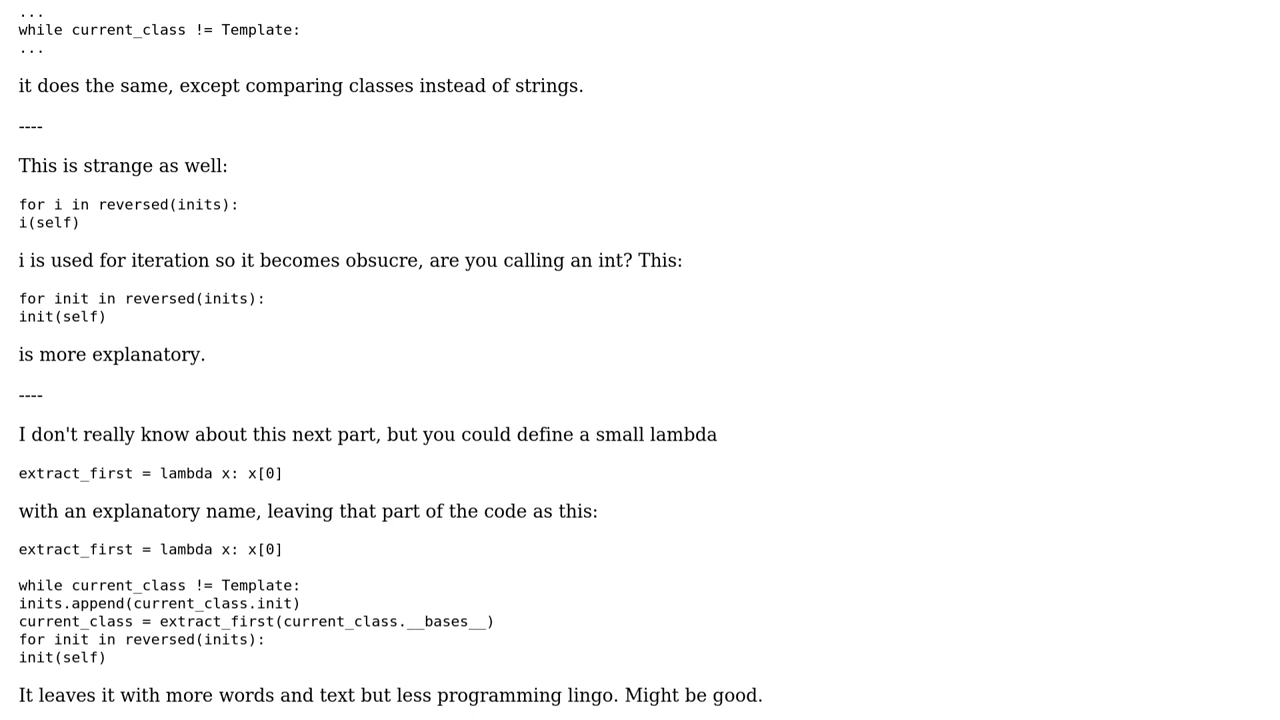 ...
while current_class != Template:
...
it does the same, except comparing classes instead of strings.
----
This is strange as well:
for i in reversed(inits):
i(self)
i is used for iteration so it becomes obsucre, are you calling an int? This:
for init in reversed(inits):
init(self)
is more explanatory.
----
I don't really know about this next part, but you could define a small lambda
extract_first = lambda x: x[0]
with an explanatory name, leaving that part of the code as this:
extract_first = lambda x: x[0]
while current_class != Template:
inits.append(current_class.init)
current_class = extract_first(current_class.__bases__)
for init in reversed(inits):
init(self)
It leaves it with more words and text but less programming lingo. Might be good.